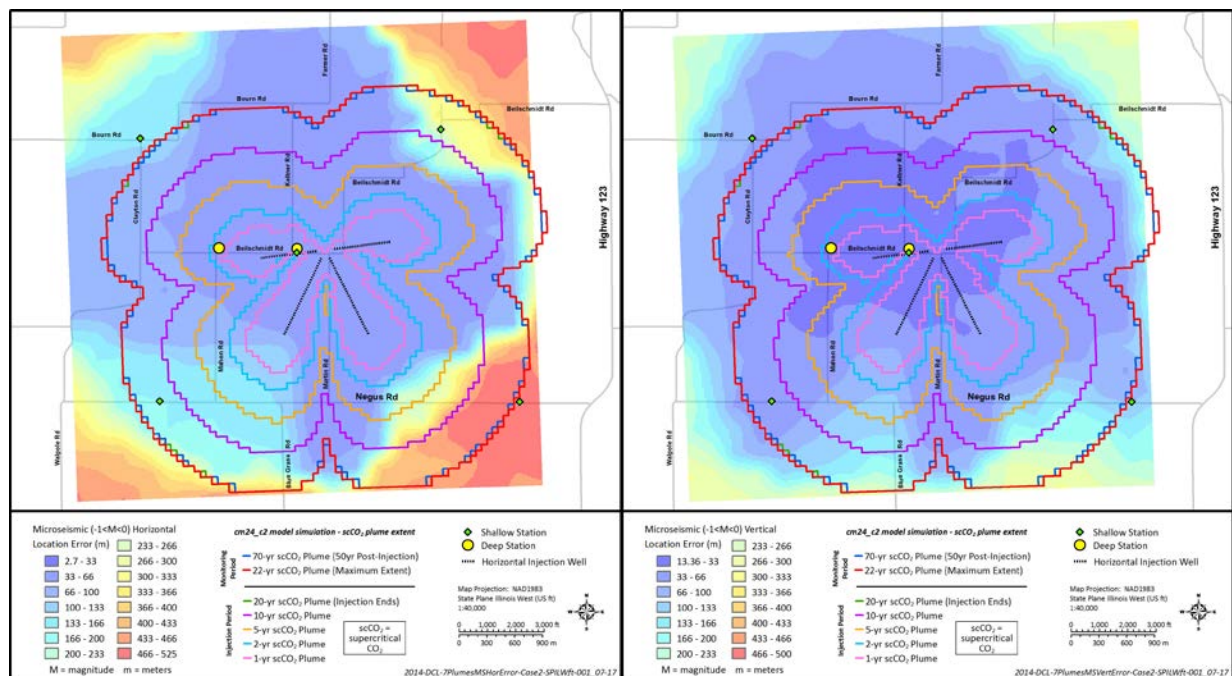 Farmer Rd
Bourn Rd
Beilschmidt Rd
Bourn Rd
Keltner Rd
Clayton Rd
Beilschmidt Rd
Highway 123
Beilschmidt Rd
Martin Rd
Negus Rd
Walpole Rd
Blue Grass Rd
Farmer Rd
Bourn Rd
Beilschmidt Rd
Bourn Rd
Keltner Rd
Clayton Rd
Beilschmidt Rd
Highway 123
Beilschmidt Rd
Martin Rd
Negus Rd
Walpole Rd
Blue Grass Rd
Microseismic (-1<M<0) Horizontal
Location Error (m)
2.7 - 33
33 - 66
66 - 100
100 - 133
133 - 166
166 - 200
200 - 233
233 - 266
266 - 300
300 - 333
333 - 366
366 - 400
400 - 433
433 - 466
466 - 525
M = magnitude m = meters
cm24_c2 model simulation - scCO₂ plume extent
Monitoring Period
70-yr scCO₂ Plume (50yr Post-Injection)
22-yr scCO₂ Plume (Maximum Extent)
Injection Period
20-yr scCO₂ Plume (Injection Ends)
10-yr scCO₂ Plume
5-yr scCO₂ Plume
2-yr scCO₂ Plume
1-yr scCO₂ Plume
scCO₂ =
supercritical
CO₂
Shallow Station
Deep Station
Horizontal Injection Well
Map Projection: NAD1983
State Plane Illinois West (US ft)
1:40,000
0 1,000 2,000 3,000 ft
0 300 600 900 m
2014-DCL-7PlumesMSHorError-Case2-SPILWft-001_07-17
Microseismic (-1<M<0) Vertical
Location Error (m)
13.36 - 33
33 - 66
66 - 100
100 - 133
133 - 166
166 - 200
200 - 233
233 - 266
266 - 300
300 - 333
333 - 366
366 - 400
400 - 433
433 - 466
466 - 500
M = magnitude m = meters
cm24_c2 model simulation - scCO₂ plume extent
Monitoring Period
70-yr scCO₂ Plume (50yr Post-Injection)
22-yr scCO₂ Plume (Maximum Extent)
Injection Period
20-yr scCO₂ Plume (Injection Ends)
10-yr scCO₂ Plume
5-yr scCO₂ Plume
2-yr scCO₂ Plume
1-yr scCO₂ Plume
scCO₂ =
supercritical
CO₂
Shallow Station
Deep Station
Horizontal Injection Well
Map Projection: NAD1983
State Plane Illinois West (US ft)
1:40,000
0 1,000 2,000 3,000 ft
0 300 600 900 m
2014-DCL-7PlumesMSVertError-Case2-SPILWft-001_07-17